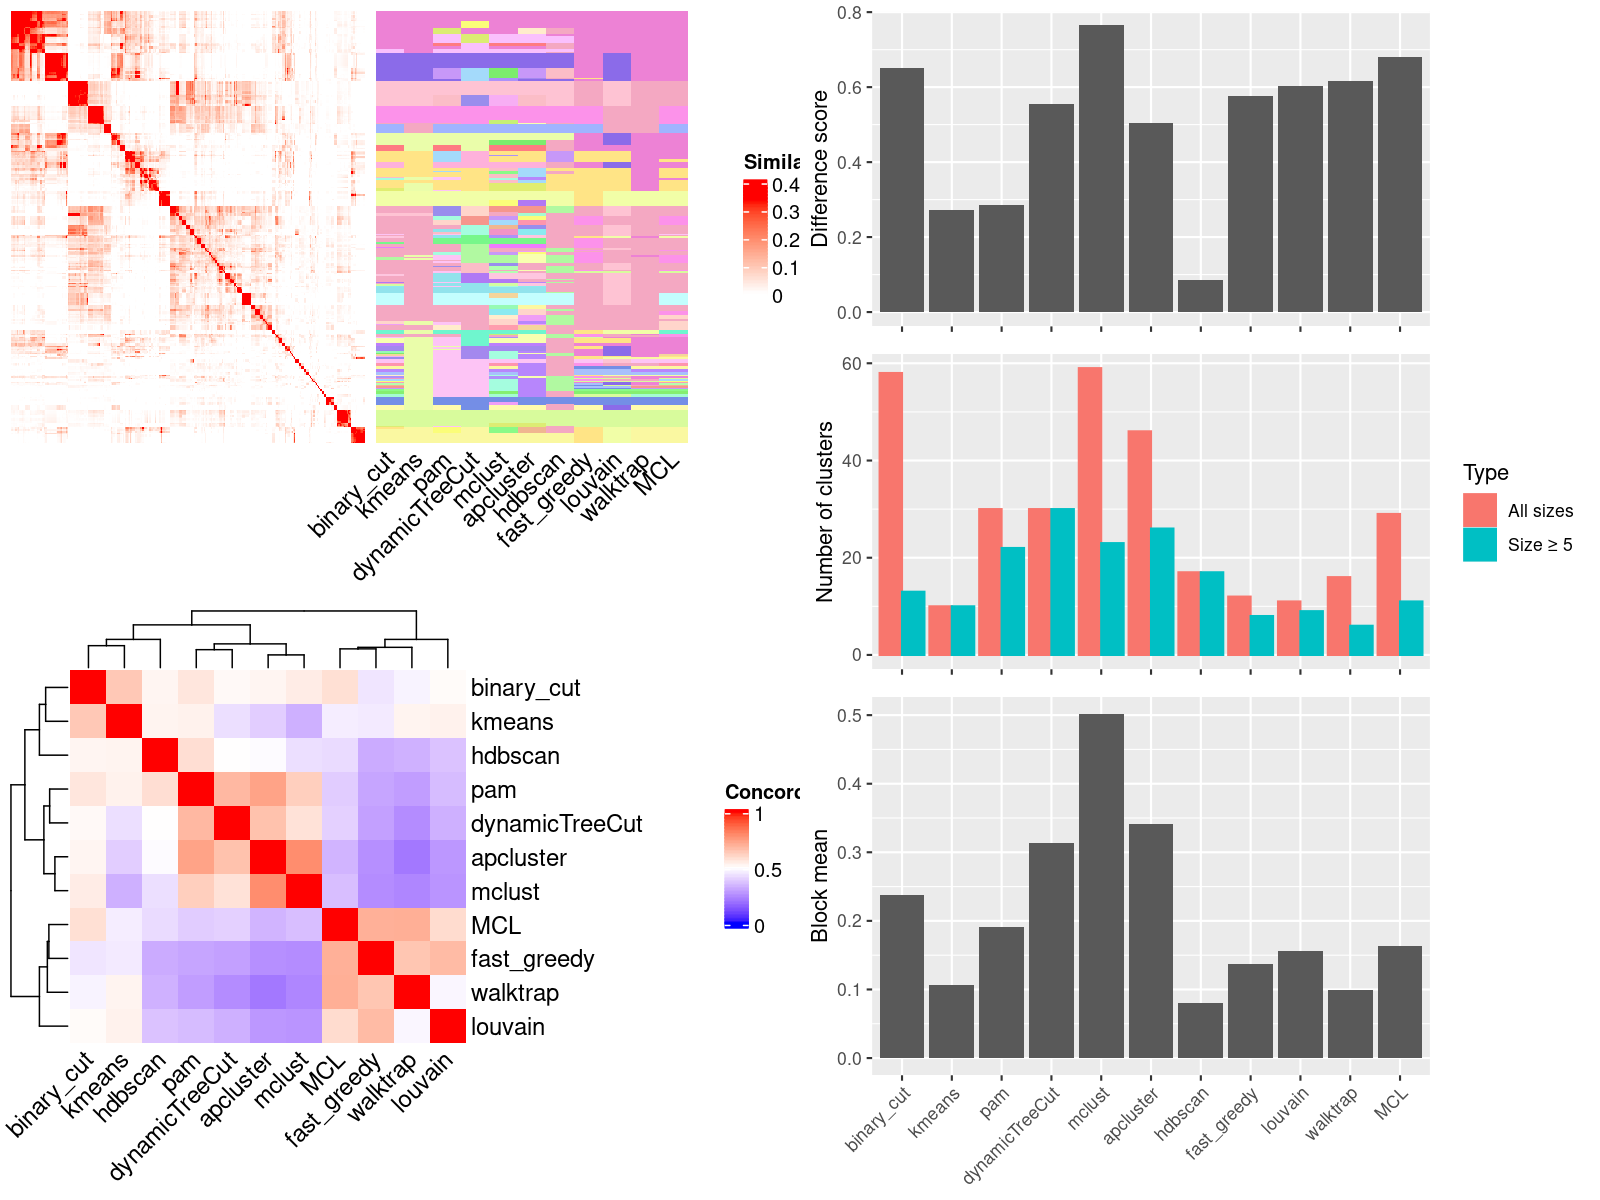 Simila
0.4
0.3
0.2
0.1
0
binary_cut
kmeans
pam
dynamicTreeCut
mclust
apcluster
hdbscan
fast_greedy
louvain
walktrap
MCL
binary_cut
kmeans
hdbscan
pam
dynamicTreeCut
apcluster
mclust
MCL
fast_greedy
walktrap
louvain
Concord
1
0.5
0
binary_cut
kmeans
hdbscan
pam
dynamicTreeCut
apcluster
mclust
MCL
fast_greedy
walktrap
louvain
Difference score
0.8
0.6
0.4
0.2
0.0
Number of clusters
60
40
20
0
Type
All sizes
Size ≥ 5
Block mean
0.5
0.4
0.3
0.2
0.1
0.0
binary_cut
kmeans
pam
dynamicTreeCut
mclust
apcluster
hdbscan
fast_greedy
louvain
walktrap
MCL